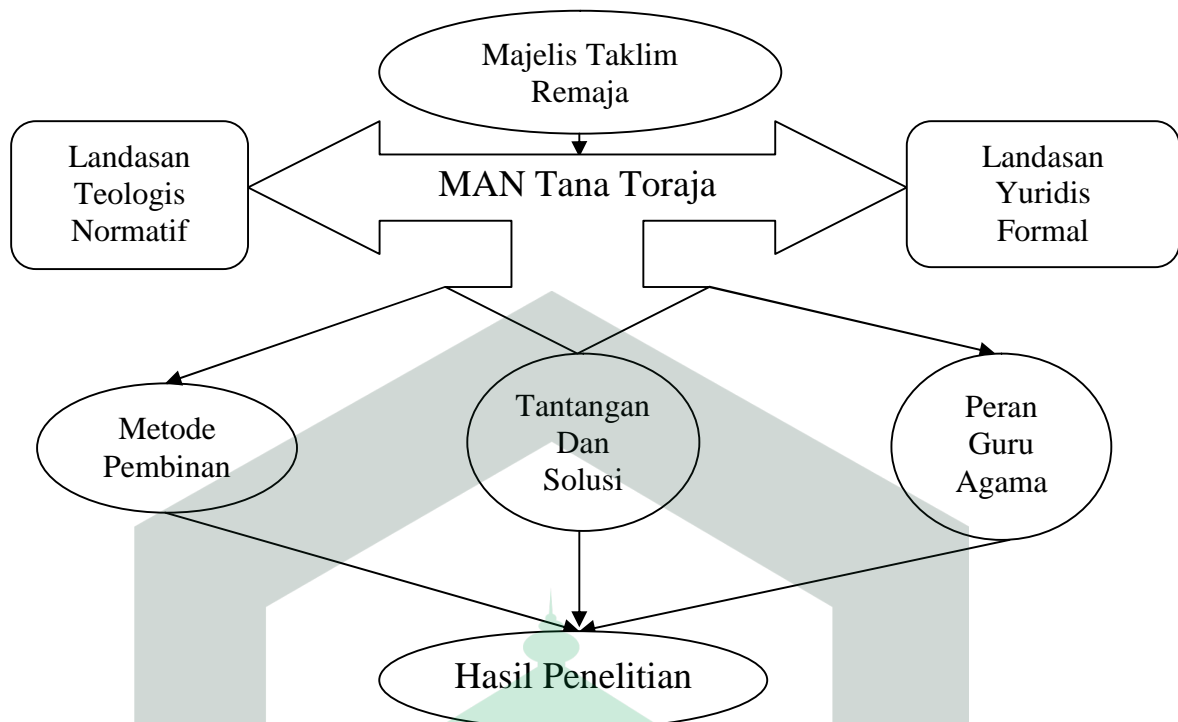 Majelis Taklim
Remaja
Landasan
Teologis
Normatif
MAN Tana Toraja
Landasan
Yuridis
Formal
Metode
Pembinan
Tantangan
Dan
Solusi
Peran
Guru
Agama
Hasil Penelitian